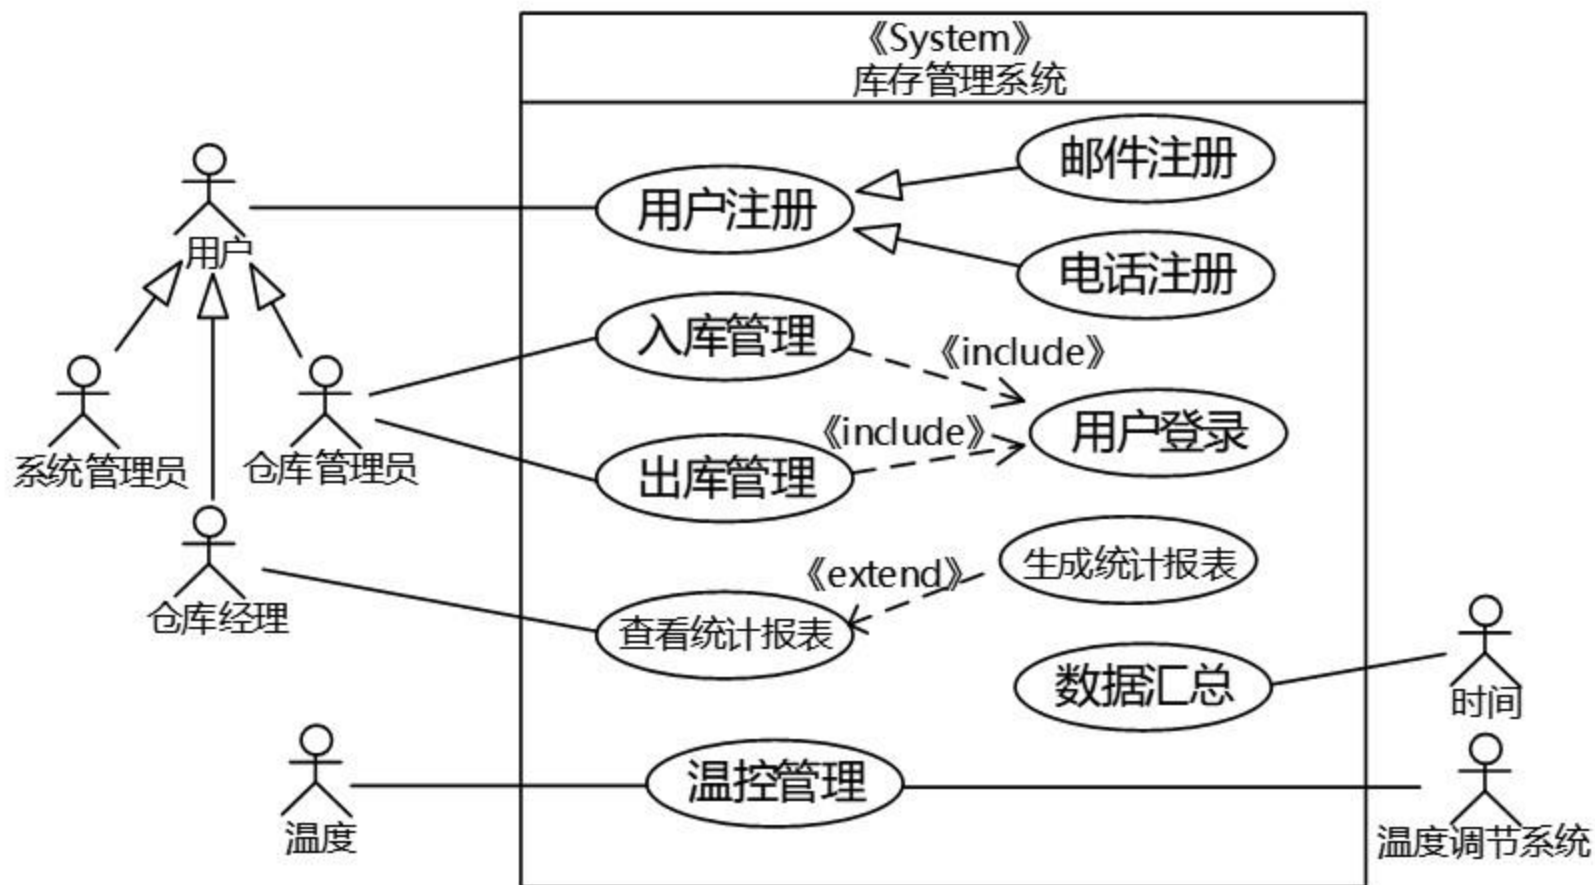 《System》
库存管理系统
邮件注册
用户注册
用户
电话注册
入库管理
《include》
用户登录
《include》
系统管理员
仓库管理员
出库管理
生成统计报表
《extend》
仓库经理
查看统计报表
数据汇总
时间
温控管理
温度
温度调节系统